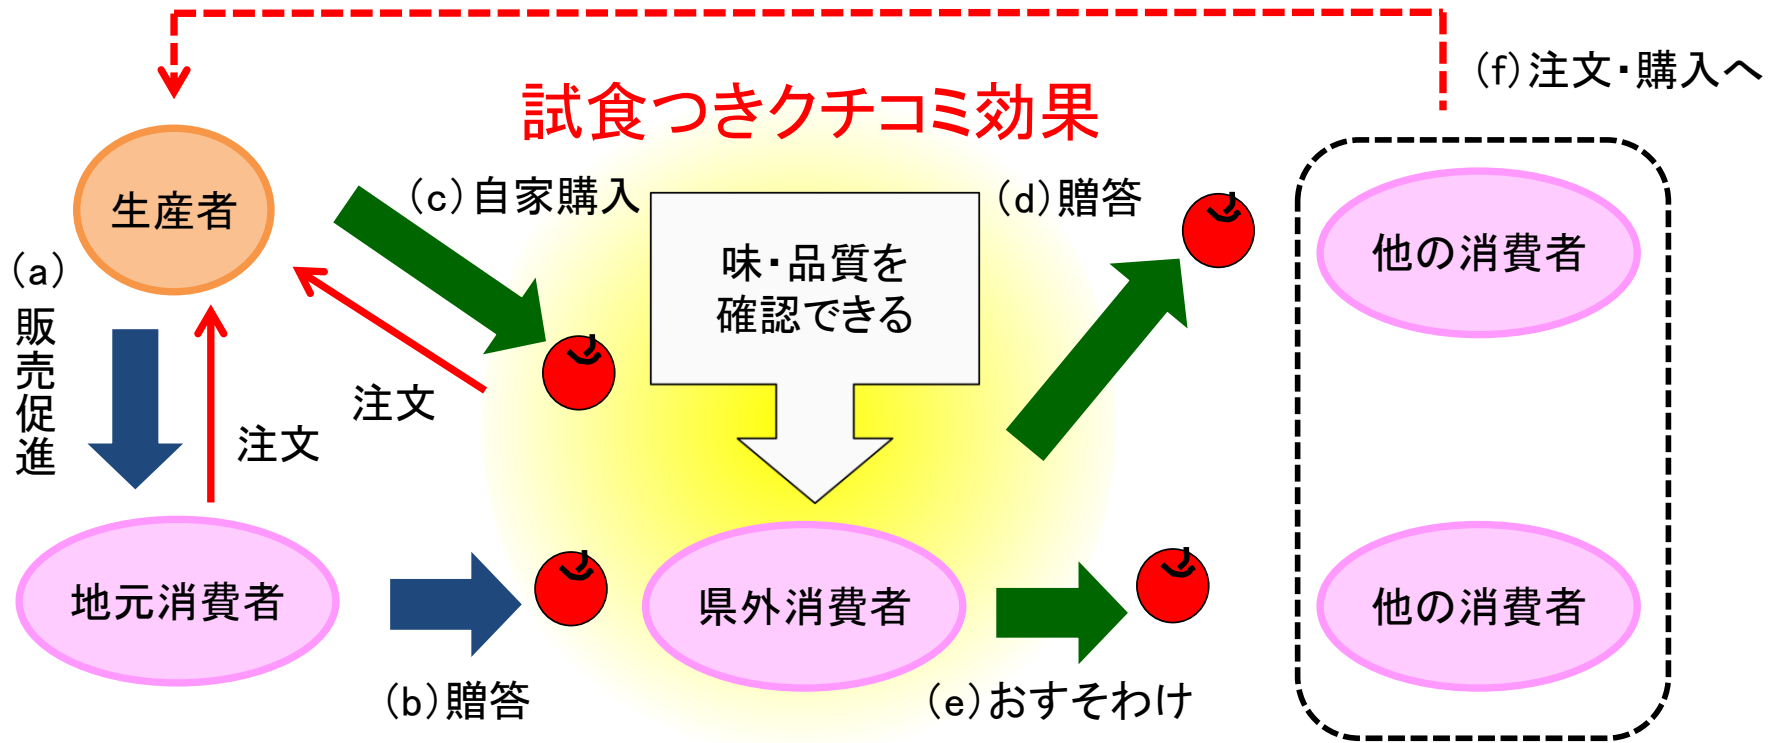 (f)注文・購入へ
試食つきクチコミ効果
生産者
(c)自家購入
(d)贈答
味・品質を
確認できる
他の消費者
(a)
販売促進
注文
注文
地元消費者
県外消費者
他の消費者
(b)贈答
(e)おすそわけ